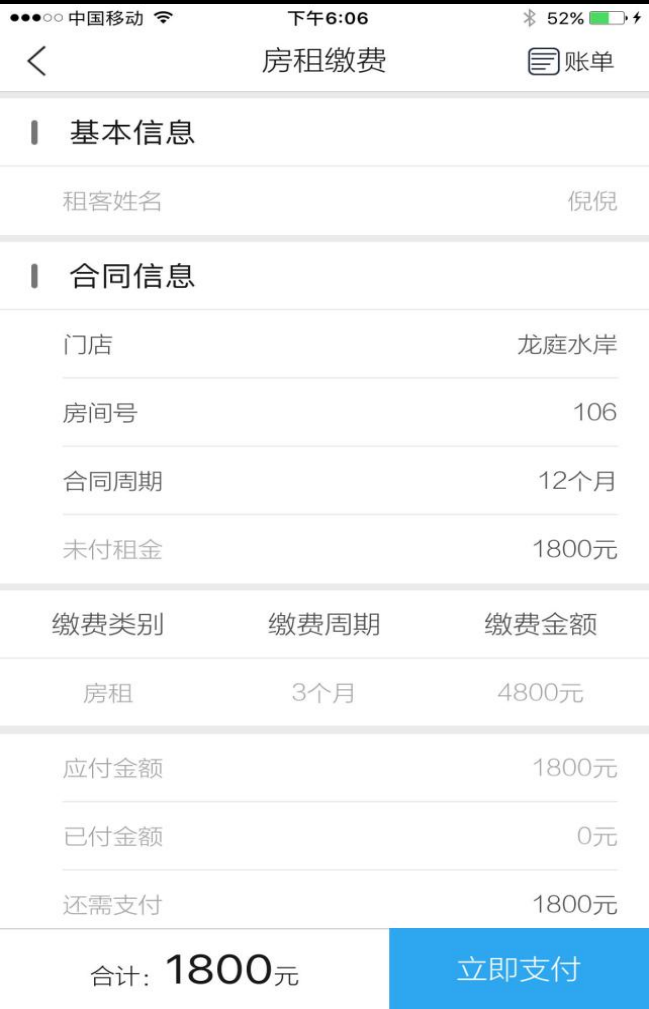 中国移动 下午6:06 52%
房租缴费 账单
基本信息
租客姓名 倪倪
合同信息
门店 龙庭水岸
房间号 106
合同周期 12个月
未付租金 1800元
缴费类别 缴费周期 缴费金额
房租 3个月 4800元
应付金额 1800元
已付金额 0元
还需支付 1800元
合计: 1800元 立即支付